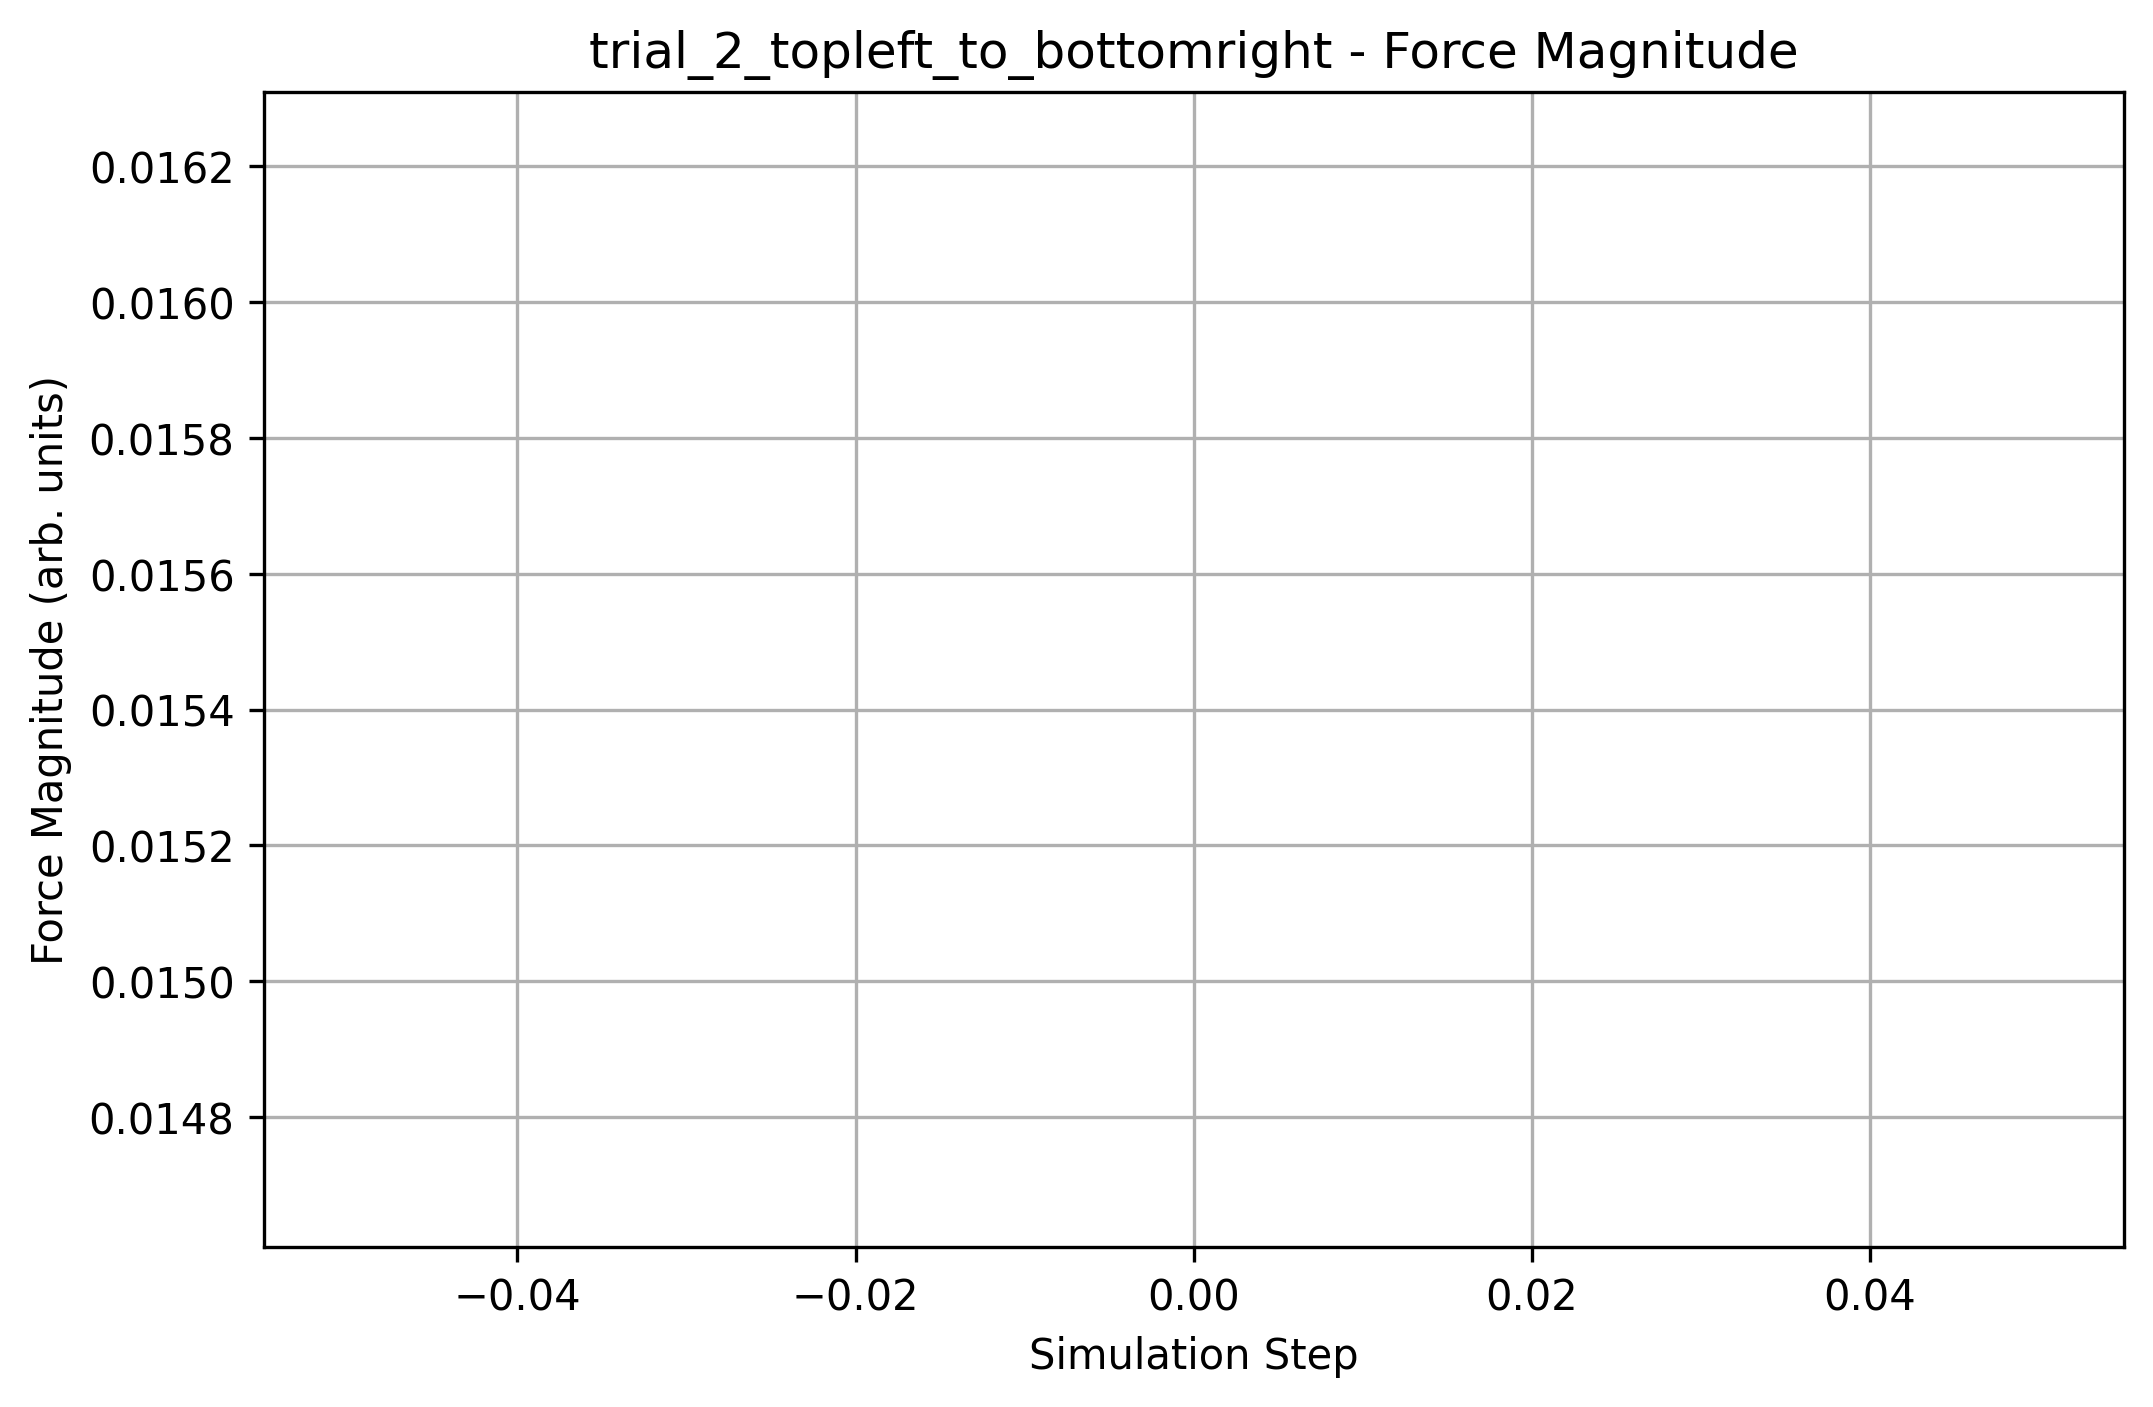 trial_2_topleft_to_bottomright - Force Magnitude
Force Magnitude (arb. units)
0.0162
0.0160
0.0158
0.0156
0.0154
0.0152
0.0150
0.0148
−0.04 −0.02 0.00 0.02 0.04
Simulation Step